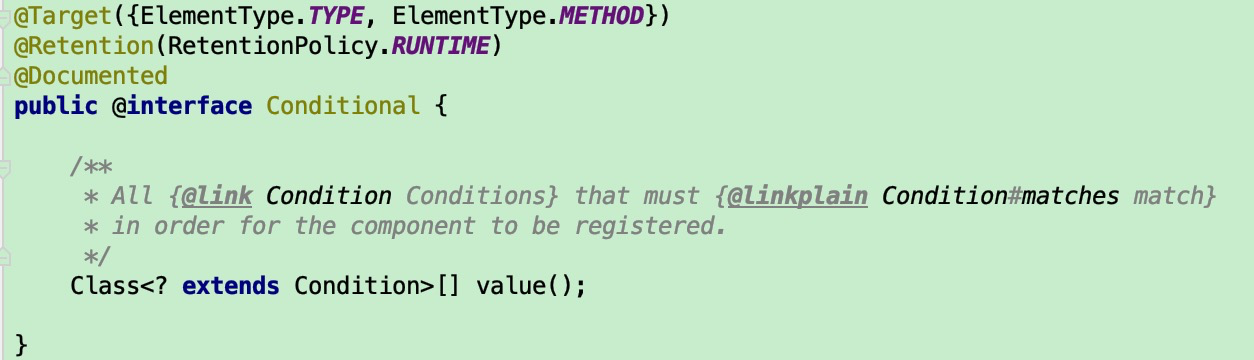 @Target({ElementType.TYPE, ElementType.METHOD})
@Retention(RetentionPolicy.RUNTIME)
@Documented
public @interface Conditional {
/**
* All {@link Condition Conditions} that must {@linkplain Condition#matches match}
* in order for the component to be registered.
*/
Class<? extends Condition>[] value();
}